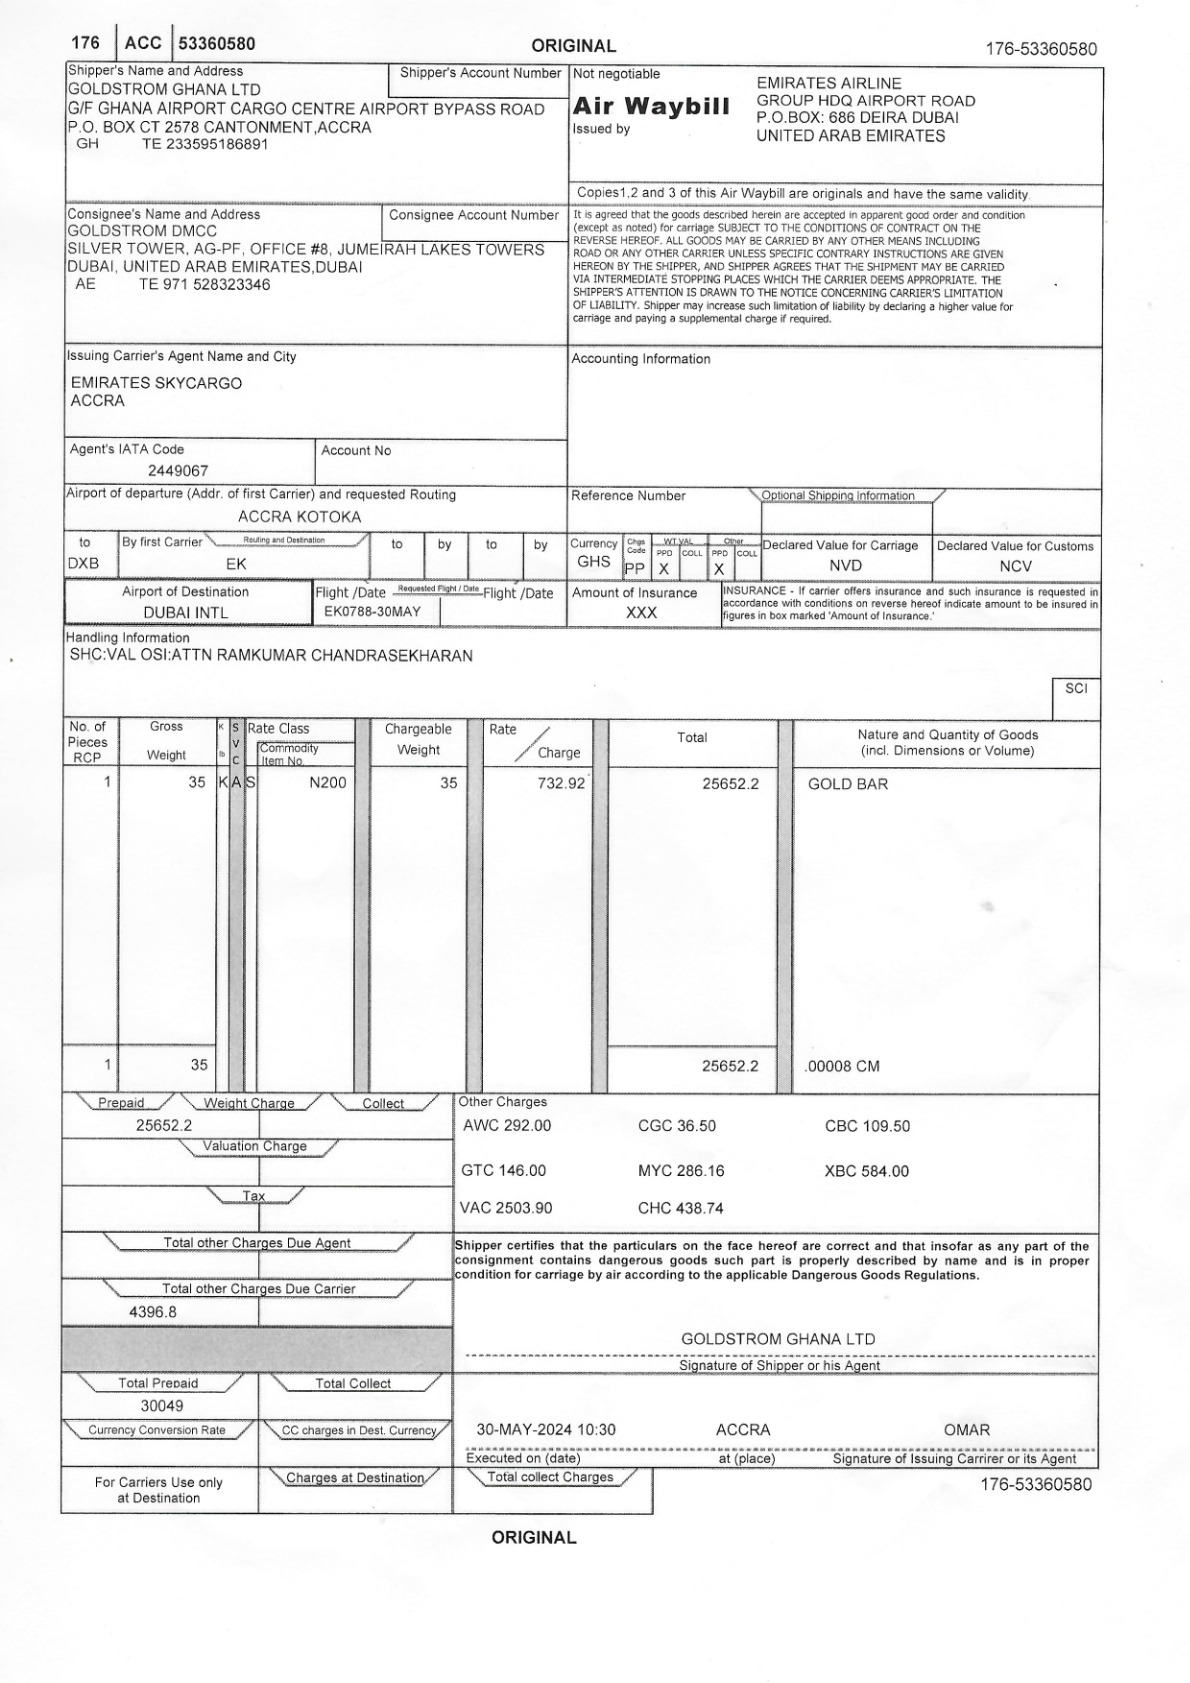 176 ACC 53360580 ORIGINAL 176-53360580
Shipper's Name and Address Shipper's Account Number
GOLDSTROM GHANA LTD
G/F GHANA AIRPORT CARGO CENTRE AIRPORT BYPASS ROAD
P.O. BOX CT 2578 CANTONMENT,ACCRA
GH TE 233595186891
Not negotiable
Air Waybill
Issued by
EMIRATES AIRLINE
GROUP HDQ AIRPORT ROAD
P.O.BOX: 686 DEIRA DUBAI
UNITED ARAB EMIRATES
Copies1,2 and 3 of this Air Waybill are originals and have the same validity
Consignee's Name and Address Consignee Account Number
GOLDSTROM DMCC
SILVER TOWER, AG-PF, OFFICE #8, JUMEIRAH LAKES TOWERS
DUBAI, UNITED ARAB EMIRATES,DUBAI
AE TE 971 528323346
It is agreed that the goods described herein are accepted in apparent good order and condition
(except as noted) for carriage SUBJECT TO THE CONDITIONS OF CONTRACT ON THE
REVERSE HEREOF. ALL GOODS MAY BE CARRIED BY ANY OTHER MEANS INCLUDING
ROAD OR ANY OTHER CARRIER UNLESS SPECIFIC CONTRARY INSTRUCTIONS ARE GIVEN
HEREON BY THE SHIPPER, AND SHIPPER AGREES THAT THE SHIPMENT MAY BE CARRIED
VIA INTERMEDIATE STOPPING PLACES WHICH THE CARRIER DEEMS APPROPRIATE. THE
SHIPPER'S ATTENTION IS DRAWN TO THE NOTICE CONCERNING CARRIER'S LIMITATION
OF LIABILITY. Shipper may increase such limitation of liability by declaring a higher value for
carriage and paying a supplemental charge if required.
Issuing Carrier's Agent Name and City
EMIRATES SKYCARGO
ACCRA
Accounting Information
Agent's IATA Code Account No
2449067
Airport of departure (Addr. of first Carrier) and requested Routing
ACCRA KOTOKA
Reference Number Optional Shipping Information
to By first Carrier Routing and Destination to by to by
DXB EK
Currency Chgs Code WT.VAL Other Declared Value for Carriage Declared Value for Customs
PPD COLL PPD COLL
GHS PP X X NVD NCV
Airport of Destination Flight /Date Requested Flight / Date Flight /Date
DUBAI INTL EK0788-30MAY
Amount of Insurance
XXX
INSURANCE - If carrier offers insurance and such insurance is requested in
accordance with conditions on reverse hereof indicate amount to be insured in
figures in box marked 'Amount of Insurance.'
Handling Information
SHC:VAL OSI:ATTN RAMKUMAR CHANDRASEKHARAN
SCI
No. of Pieces RCP Gross Weight K lb SVC Rate Class Commodity Item No. Chargeable Weight Rate / Charge Total Nature and Quantity of Goods (incl. Dimensions or Volume)
1 35 K A S N200 35 732.92 25652.2 GOLD BAR
1 35 25652.2 .00008 CM
Prepaid Weight Charge Collect
25652.2
Valuation Charge
Tax
Other Charges
AWC 292.00 CGC 36.50 CBC 109.50
GTC 146.00 MYC 286.16 XBC 584.00
VAC 2503.90 CHC 438.74
Total other Charges Due Agent
Total other Charges Due Carrier
4396.8
Shipper certifies that the particulars on the face hereof are correct and that insofar as any part of the
consignment contains dangerous goods such part is properly described by name and is in proper
condition for carriage by air according to the applicable Dangerous Goods Regulations.
GOLDSTROM GHANA LTD
Signature of Shipper or his Agent
Total Prepaid Total Collect
30049
Currency Conversion Rate CC charges in Dest. Currency
30-MAY-2024 10:30 ACCRA OMAR
Executed on (date) at (place) Signature of Issuing Carrirer or its Agent
For Carriers Use only
at Destination
Charges at Destination Total collect Charges
176-53360580
ORIGINAL